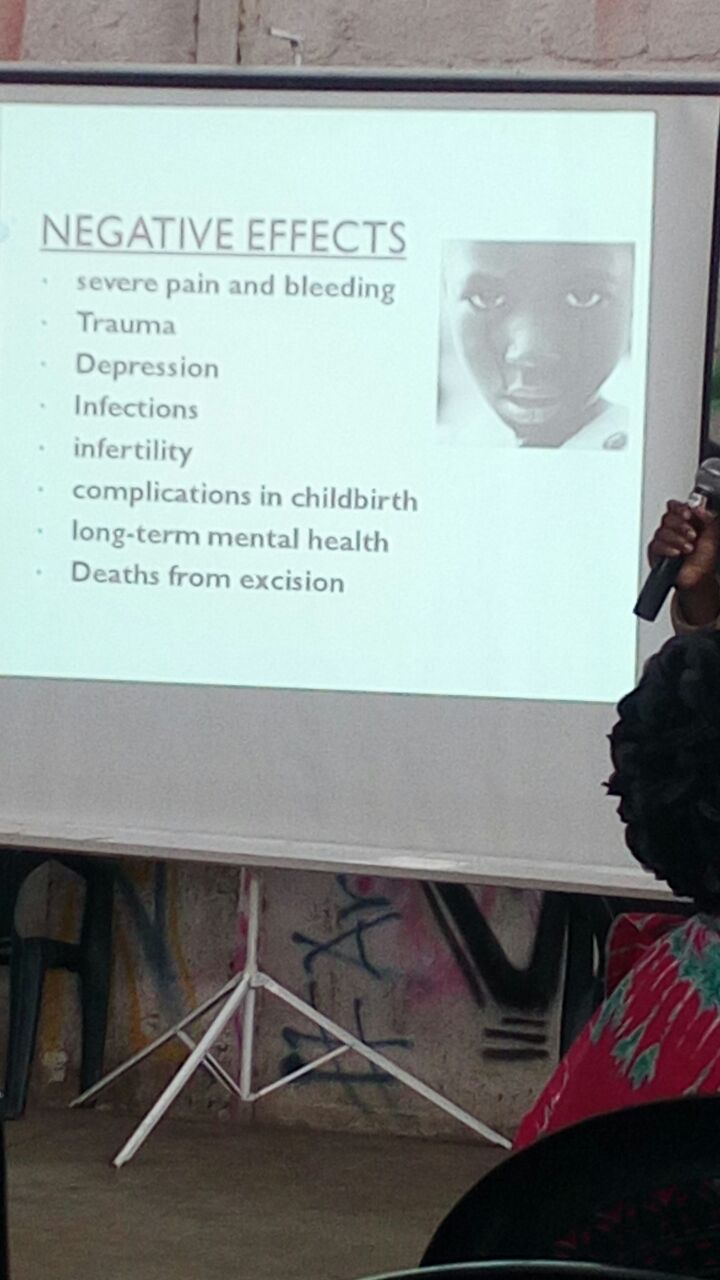 NEGATIVE EFFECTS
· severe pain and bleeding
· Trauma
· Depression
· Infections
· infertility
· complications in childbirth
· long-term mental health
· Deaths from excision